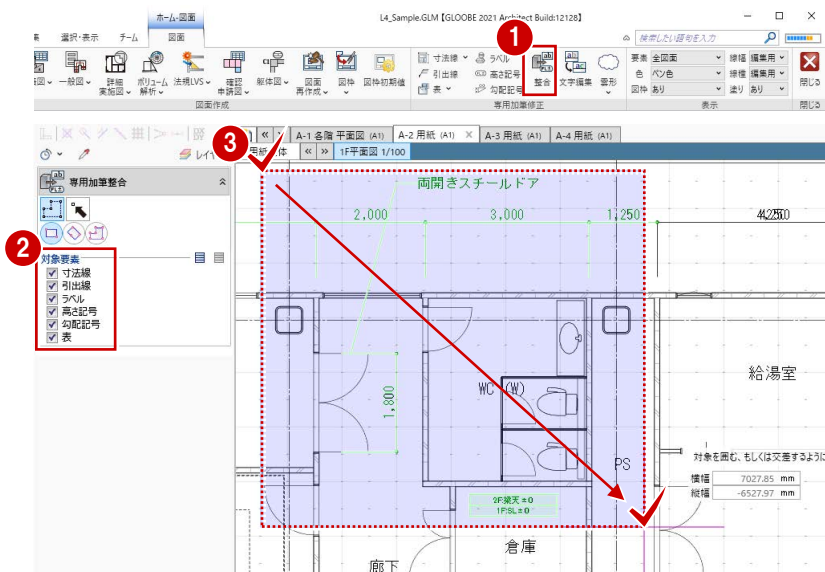 ホーム-図面
L4_Sample.GLM【GLOOBE 2021 Architect Build:12128】
選択・表示 チーム 図面
検索したい語句を入力
1
一般図
詳細
実施図
ボリューム
解析
法規LVS
確認
申請図
躯体図
図面
再作成
図枠
図枠初期値
寸法線 ラベル
引出線 高さ記号
表 勾配記号
整合
文字編集
雲形
要素 全図面 線幅 編集用
色 ペン色 線種 編集用
図枠 あり 塗り あり
閉じる
図面作成 専用加筆修正 表示 閉じる
A-1 各階 平面図 (A1) A-2 用紙 (A1) A-3 用紙 (A1) A-4 用紙 (A1)
3
1F平面図 1/100
専用加筆整合
2
対象要素
寸法線
引出線
ラベル
高さ記号
勾配記号
表
両開きスチールドア
2,000 3,000 1,250
1,800
WC (W)
給湯室
PS
対象を囲む、もしくは交差するように
横幅 7027.85 mm
縦幅 -6527.97 mm
2F:梁天±0
1F:SL±0
倉庫
廊下